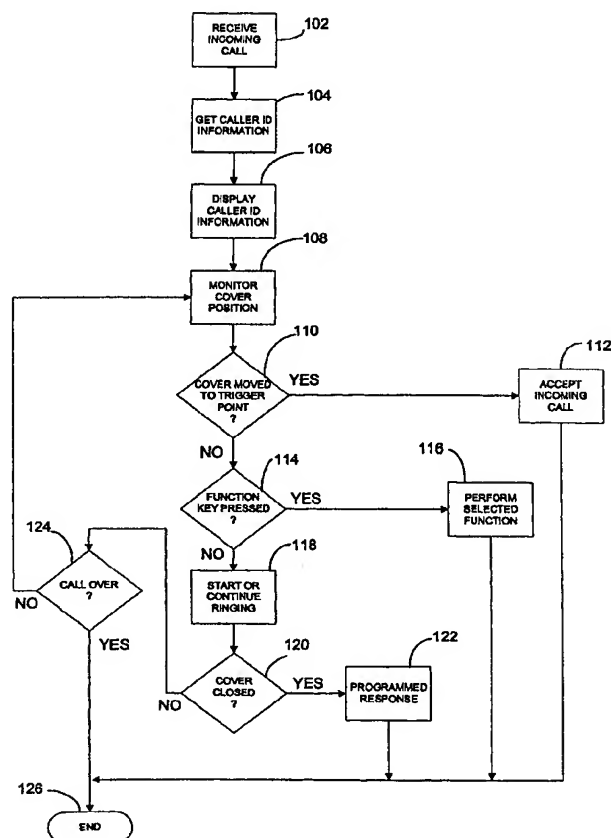 RECEIVE
INCOMING
CALL
102
104
GET CALLER ID
INFORMATION
106
DISPLAY
CALLER ID
INFORMATION
108
MONITOR
COVER
POSITION
110
COVER MOVED
TO TRIGGER
POINT
?
YES
112
ACCEPT
INCOMING
CALL
NO
114
FUNCTION
KEY PRESSED
?
YES
116
PERFORM
SELECTED
FUNCTION
NO
118
START OR
CONTINUE
RINGING
124
CALL OVER
?
NO
YES
120
COVER
CLOSED
?
NO
YES
122
PROGRAMMED
RESPONSE
126
END